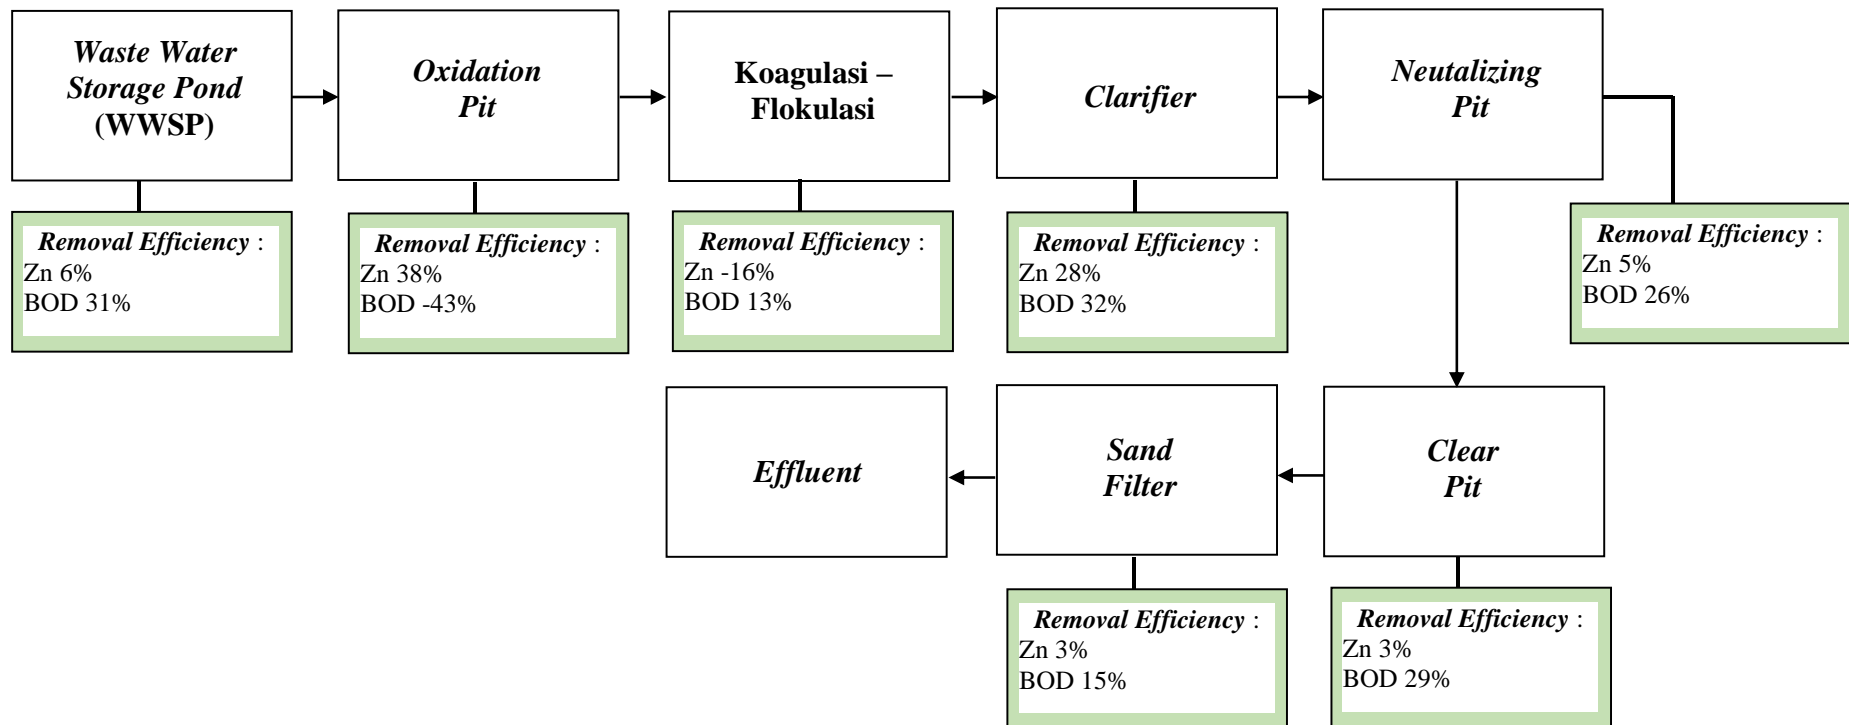 Waste Water
Storage Pond
(WWSP)
Oxidation
Pit
Koagulasi –
Flokulasi
Clarifier
Neutalizing
Pit
Removal Efficiency :
Zn 6%
BOD 31%
Removal Efficiency :
Zn 38%
BOD -43%
Removal Efficiency :
Zn -16%
BOD 13%
Removal Efficiency :
Zn 28%
BOD 32%
Removal Efficiency :
Zn 5%
BOD 26%
Effluent
Sand
Filter
Clear
Pit
Removal Efficiency :
Zn 3%
BOD 15%
Removal Efficiency :
Zn 3%
BOD 29%